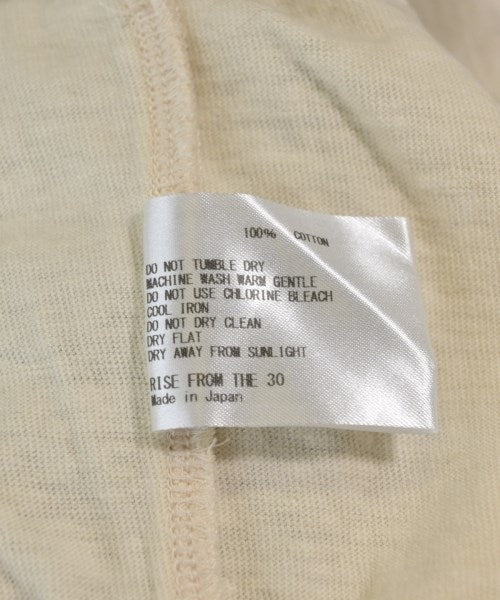 100% COTTON
DO NOT TUMBLE DRY
MACHINE WASH WARM GENTLE
DO NOT USE CHLORINE BLEACH
COOL IRON
DO NOT DRY CLEAN
DRY FLAT
DRY AWAY FROM SUNLIGHT
RISE FROM THE 30
Made in Japan